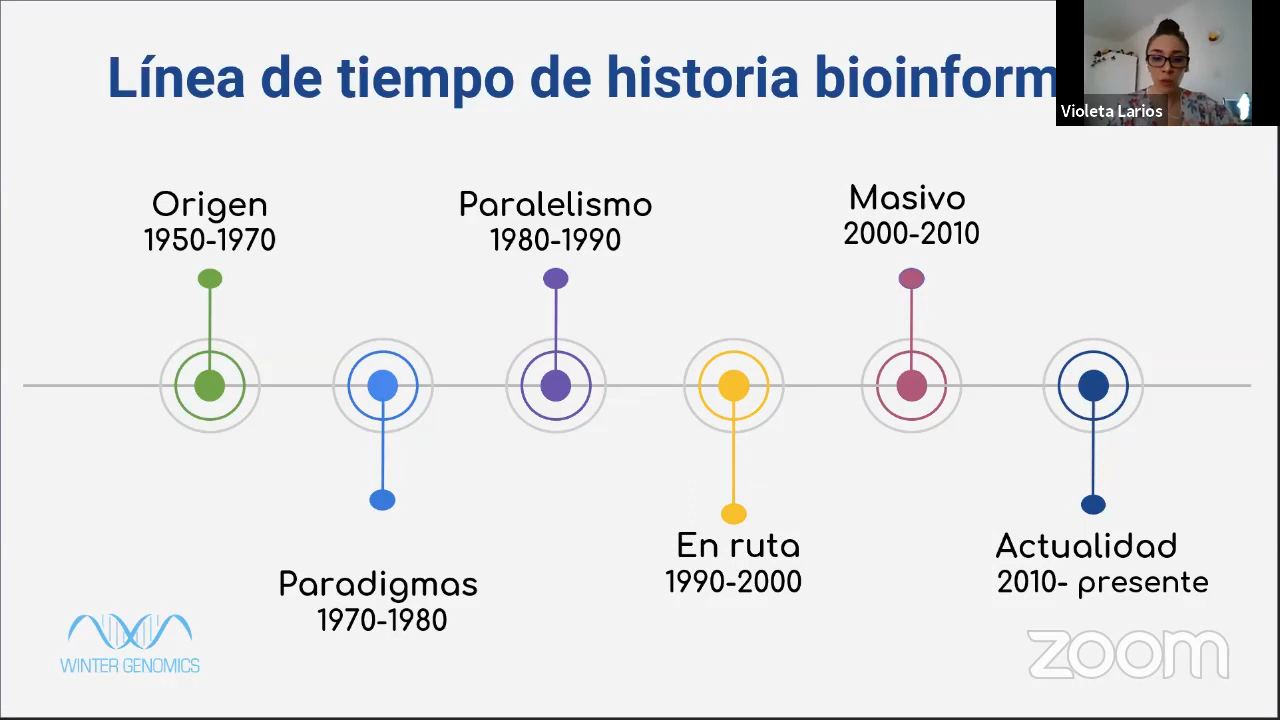 Línea de tiempo de historia bioinform
Violeta Larios
Origen
1950-1970
Paralelismo
1980-1990
Masivo
2000-2010
Paradigmas
1970-1980
En ruta
1990-2000
Actualidad
2010- presente
WINTER GENOMICS
zoom